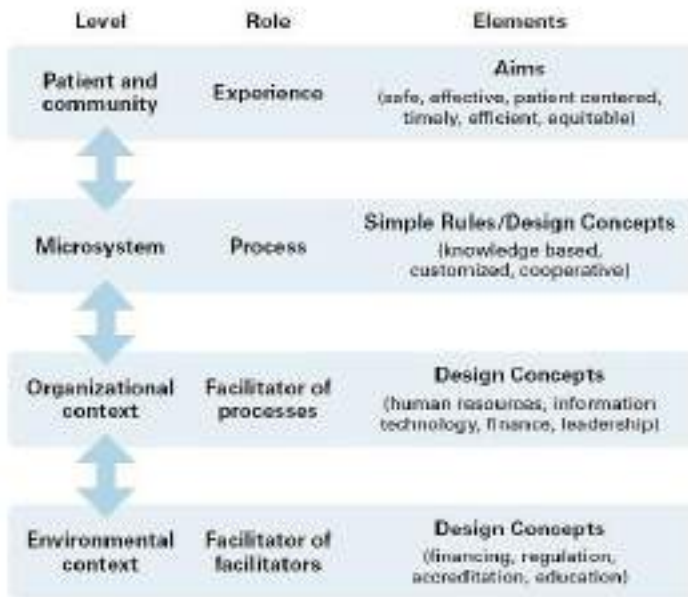 Level Role Elements
Patient and community Experience Aims
(safe, effective, patient centered,
timely, efficient, equitable)
Microsystem Process Simple Rules/Design Concepts
(knowledge based,
customized, cooperative)
Organizational context Facilitator of processes Design Concepts
(human resources, information
technology, finance, leadership)
Environmental context Facilitator of facilitators Design Concepts
(financing, regulation,
accreditation, education)